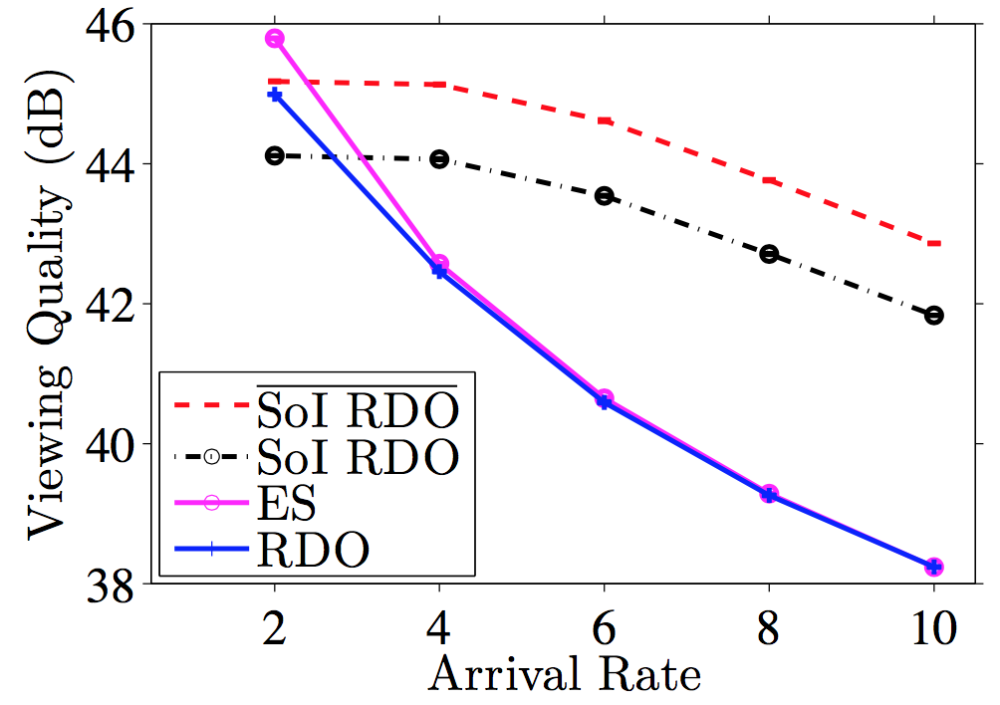 46
44
42
40
38
Viewing Quality (dB)
SoI RDO
SoI RDO
ES
RDO
2 4 6 8 10
Arrival Rate